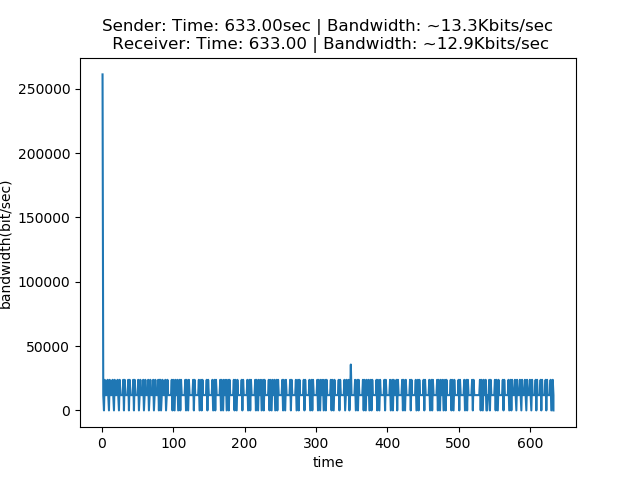 Sender: Time: 633.00sec | Bandwidth: ~13.3Kbits/sec
Receiver: Time: 633.00 | Bandwidth: ~12.9Kbits/sec
250000
200000
150000
100000
50000
0
bandwidth(bit/sec)
0 100 200 300 400 500 600
time